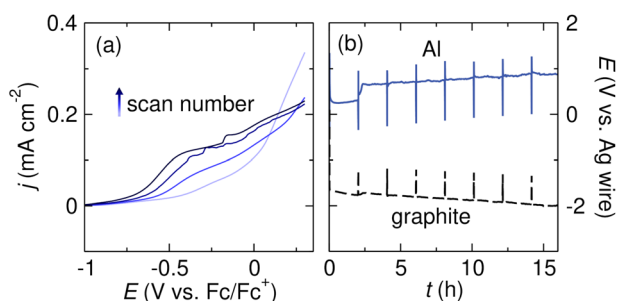 0.4
0.2
0
j (mA cm-2)
(a)
scan number
-1
-0.5
0
E (V vs. Fc/Fc+)
(b)
Al
graphite
0
5
10
15
t (h)
2
0
-2
E (V vs. Ag wire)